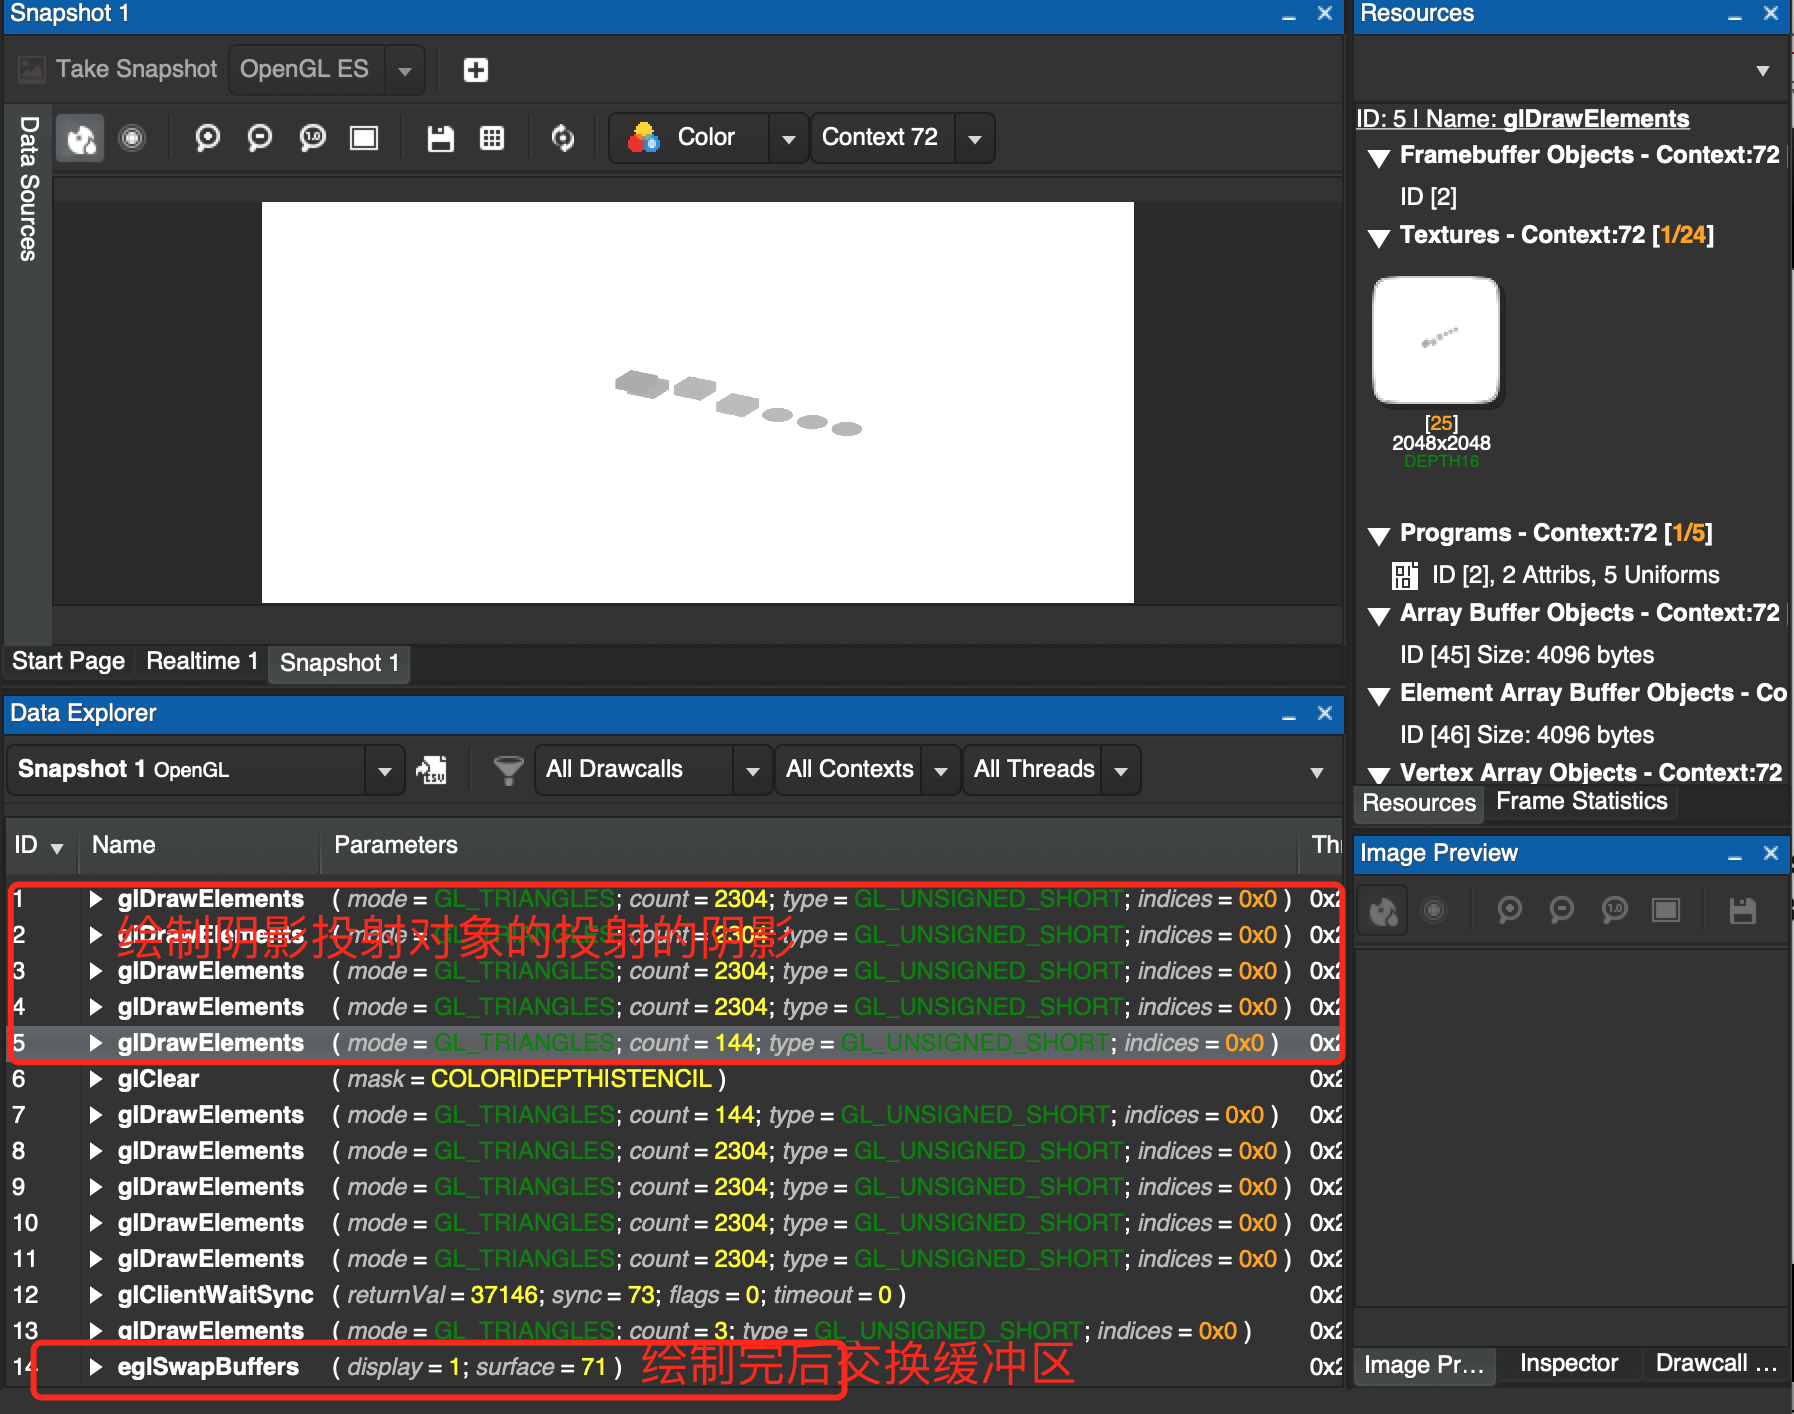 Snapshot 1
Take Snapshot OpenGL ES
Data Sources
1.0 Color Context 72
Start Page Realtime 1 Snapshot 1
Data Explorer
Snapshot 1 OpenGL CSV All Drawcalls All Contexts All Threads
ID Name Parameters
1 glDrawElements ( mode = GL_TRIANGLES; count = 2304; type = GL_UNSIGNED_SHORT; indices = 0x0 ) 0x2
2 glDrawElements ( mode = GL_TRIANGLES; count = 2304; type = GL_UNSIGNED_SHORT; indices = 0x0 ) 0x2
绘制阴影投射对象的投射的阴影
3 glDrawElements ( mode = GL_TRIANGLES; count = 2304; type = GL_UNSIGNED_SHORT; indices = 0x0 ) 0x2
4 glDrawElements ( mode = GL_TRIANGLES; count = 2304; type = GL_UNSIGNED_SHORT; indices = 0x0 ) 0x2
5 glDrawElements ( mode = GL_TRIANGLES; count = 144; type = GL_UNSIGNED_SHORT; indices = 0x0 ) 0x2
6 glClear ( mask = COLOR|DEPTH|STENCIL ) 0x2
7 glDrawElements ( mode = GL_TRIANGLES; count = 144; type = GL_UNSIGNED_SHORT; indices = 0x0 ) 0x2
8 glDrawElements ( mode = GL_TRIANGLES; count = 2304; type = GL_UNSIGNED_SHORT; indices = 0x0 ) 0x2
9 glDrawElements ( mode = GL_TRIANGLES; count = 2304; type = GL_UNSIGNED_SHORT; indices = 0x0 ) 0x2
10 glDrawElements ( mode = GL_TRIANGLES; count = 2304; type = GL_UNSIGNED_SHORT; indices = 0x0 ) 0x2
11 glDrawElements ( mode = GL_TRIANGLES; count = 2304; type = GL_UNSIGNED_SHORT; indices = 0x0 ) 0x2
12 glClientWaitSync ( returnVal = 37146; sync = 73; flags = 0; timeout = 0 ) 0x2
13 glDrawElements ( mode = GL_TRIANGLES; count = 3; type = GL_UNSIGNED_SHORT; indices = 0x0 ) 0x2
14 eglSwapBuffers ( display = 1; surface = 71 ) 绘制完后交换缓冲区 0x2
Resources
ID: 5 | Name: glDrawElements
Framebuffer Objects - Context:72
ID [2]
Textures - Context:72 [1/24]
[25]
2048x2048
DEPTH16
Programs - Context:72 [1/5]
ID [2], 2 Attribs, 5 Uniforms
Array Buffer Objects - Context:72
ID [45] Size: 4096 bytes
Element Array Buffer Objects - Co
ID [46] Size: 4096 bytes
Vertex Array Objects - Context:72
Resources Frame Statistics
Image Preview
1.0
Image Pr... Inspector Drawcall ...